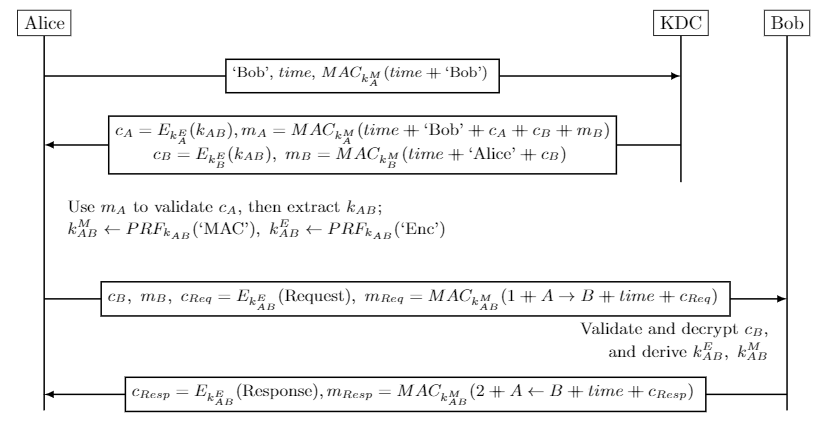 Alice KDC Bob
‘Bob’, time, MAC_{k_A^M}(time ⧺ ‘Bob’)
c_A = E_{k_A^E}(k_{AB}), m_A = MAC_{k_A^M}(time ⧺ ‘Bob’ + c_A + c_B + m_B)
c_B = E_{k_B^E}(k_{AB}), m_B = MAC_{k_B^M}(time ⧺ ‘Alice’ + c_B)
Use m_A to validate c_A, then extract k_{AB};
k_{AB}^M ← PRF_{k_{AB}}(‘MAC’), k_{AB}^E ← PRF_{k_{AB}}(‘Enc’)
c_B, m_B, c_{Req} = E_{k_{AB}^E}(Request), m_{Req} = MAC_{k_{AB}^M}(1 ⧺ A → B ⧺ time ⧺ c_{Req})
Validate and decrypt c_B,
and derive k_{AB}^E, k_{AB}^M
c_{Resp} = E_{k_{AB}^E}(Response), m_{Resp} = MAC_{k_{AB}^M}(2 ⧺ A ← B ⧺ time ⧺ c_{Resp})